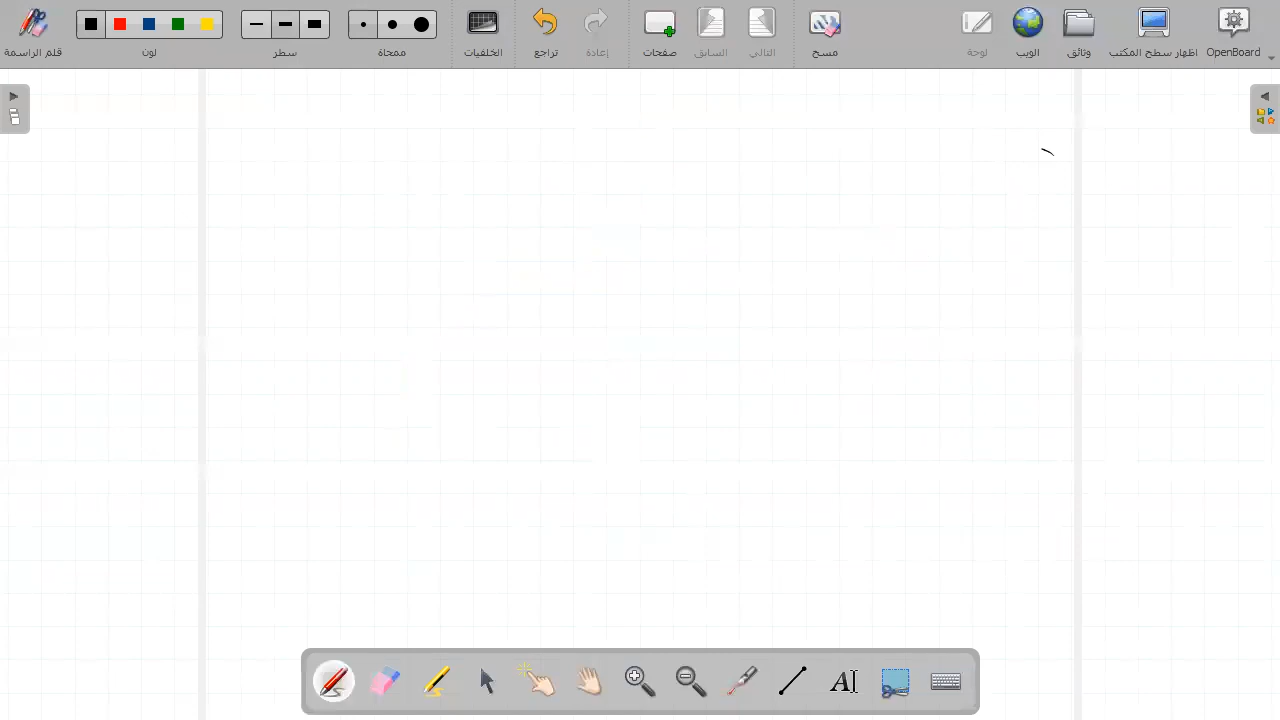 قلم الراسمة
لون
سطر
ممحاة
الخلفيات
تراجع
إعادة
صفحات
السابق
التالي
مسح
لوحة
الويب
وثائق
اظهار سطح المكتب
OpenBoard